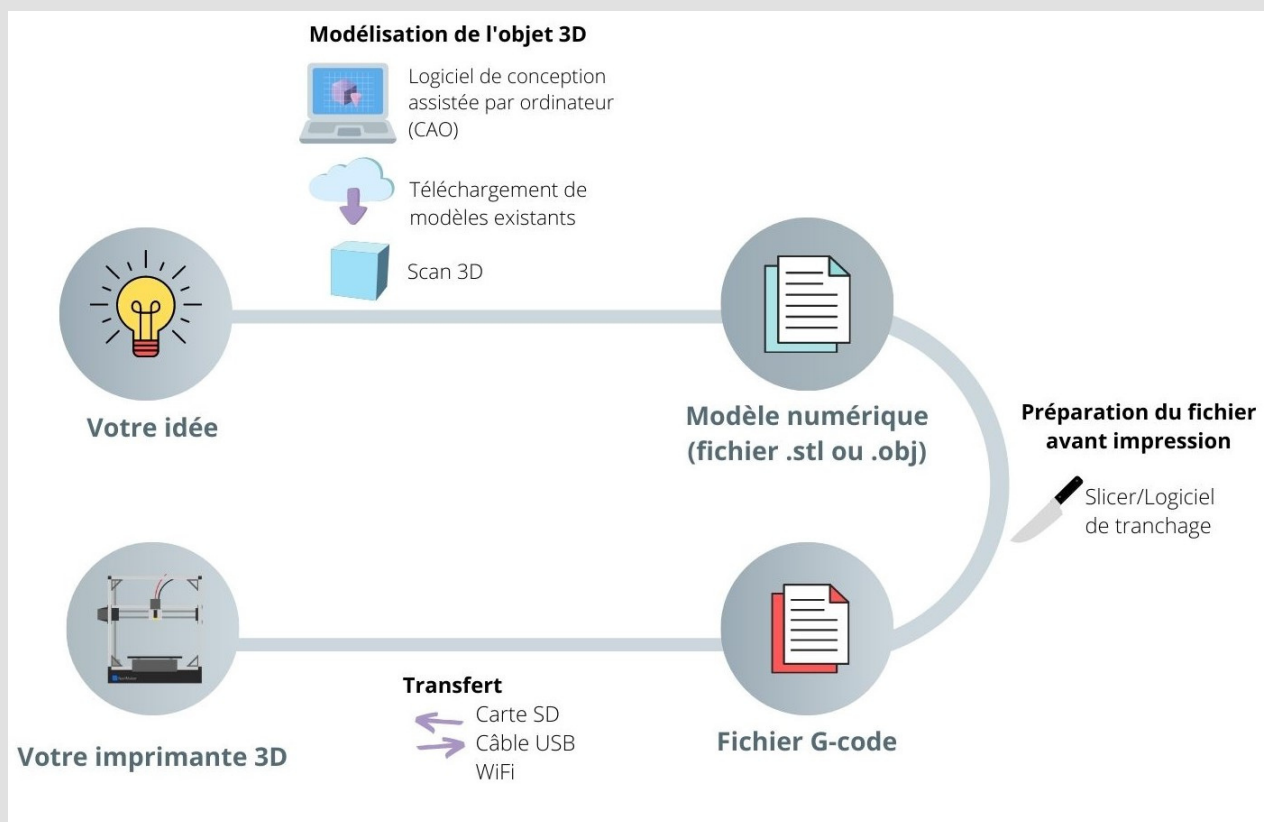 Modélisation de l'objet 3D
Logiciel de conception
assistée par ordinateur
(CAO)
Téléchargement de
modèles existants
Scan 3D
Votre idée
Modèle numérique
(fichier .stl ou .obj)
Préparation du fichier
avant impression
Slicer/Logiciel
de tranchage
Fichier G-code
Transfert
Carte SD
Câble USB
WiFi
Votre imprimante 3D